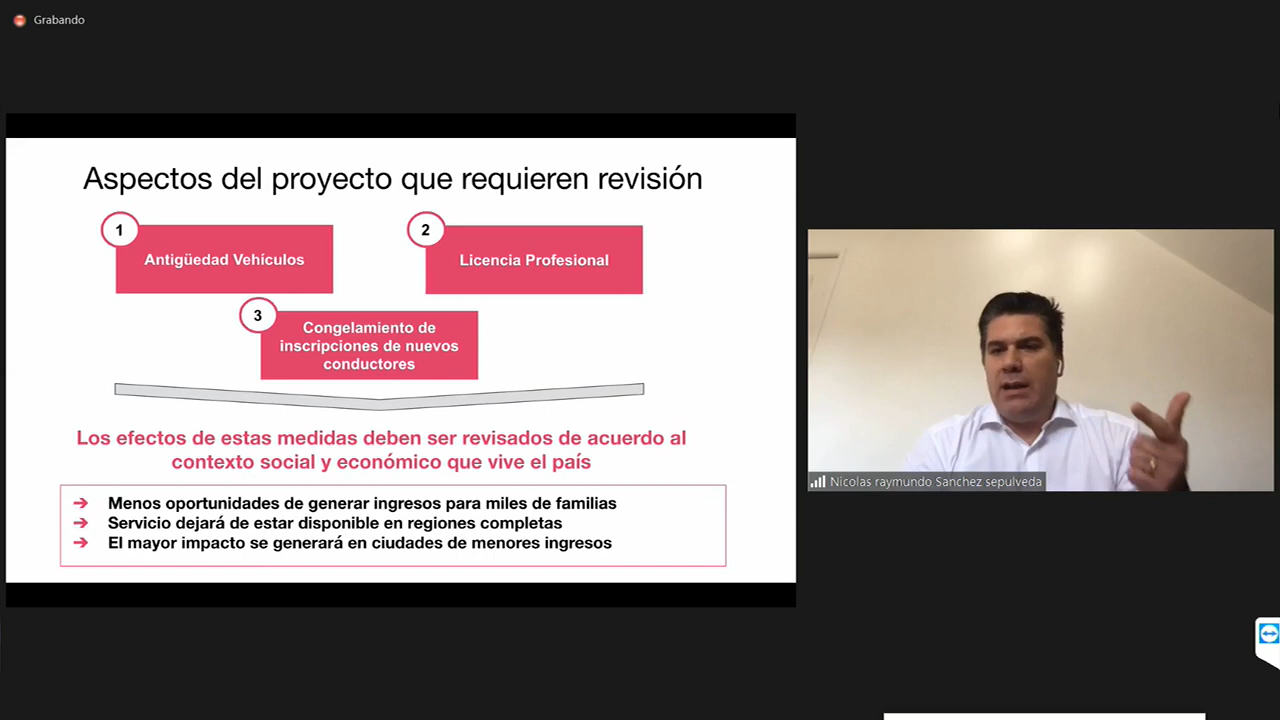 Grabando
Aspectos del proyecto que requieren revisión
1
Antigüedad Vehículos
2
Licencia Profesional
3
Congelamiento de
inscripciones de nuevos
conductores
Los efectos de estas medidas deben ser revisados de acuerdo al
contexto social y económico que vive el país
➔ Menos oportunidades de generar ingresos para miles de familias
➔ Servicio dejará de estar disponible en regiones completas
➔ El mayor impacto se generará en ciudades de menores ingresos
Nicolas raymundo Sanchez sepulveda